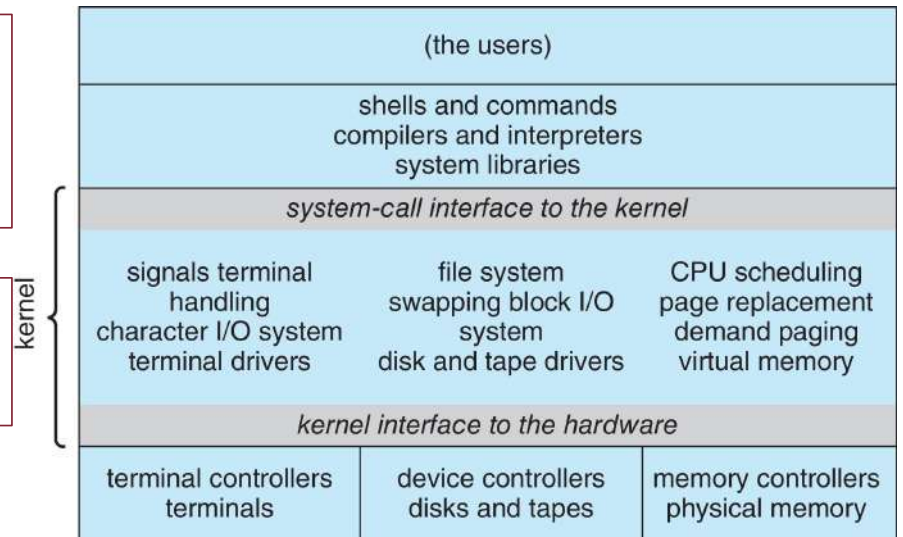 (the users)
shells and commands
compilers and interpreters
system libraries
kernel
system-call interface to the kernel
signals terminal
handling
character I/O system
terminal drivers
file system
swapping block I/O
system
disk and tape drivers
CPU scheduling
page replacement
demand paging
virtual memory
kernel interface to the hardware
terminal controllers
terminals
device controllers
disks and tapes
memory controllers
physical memory